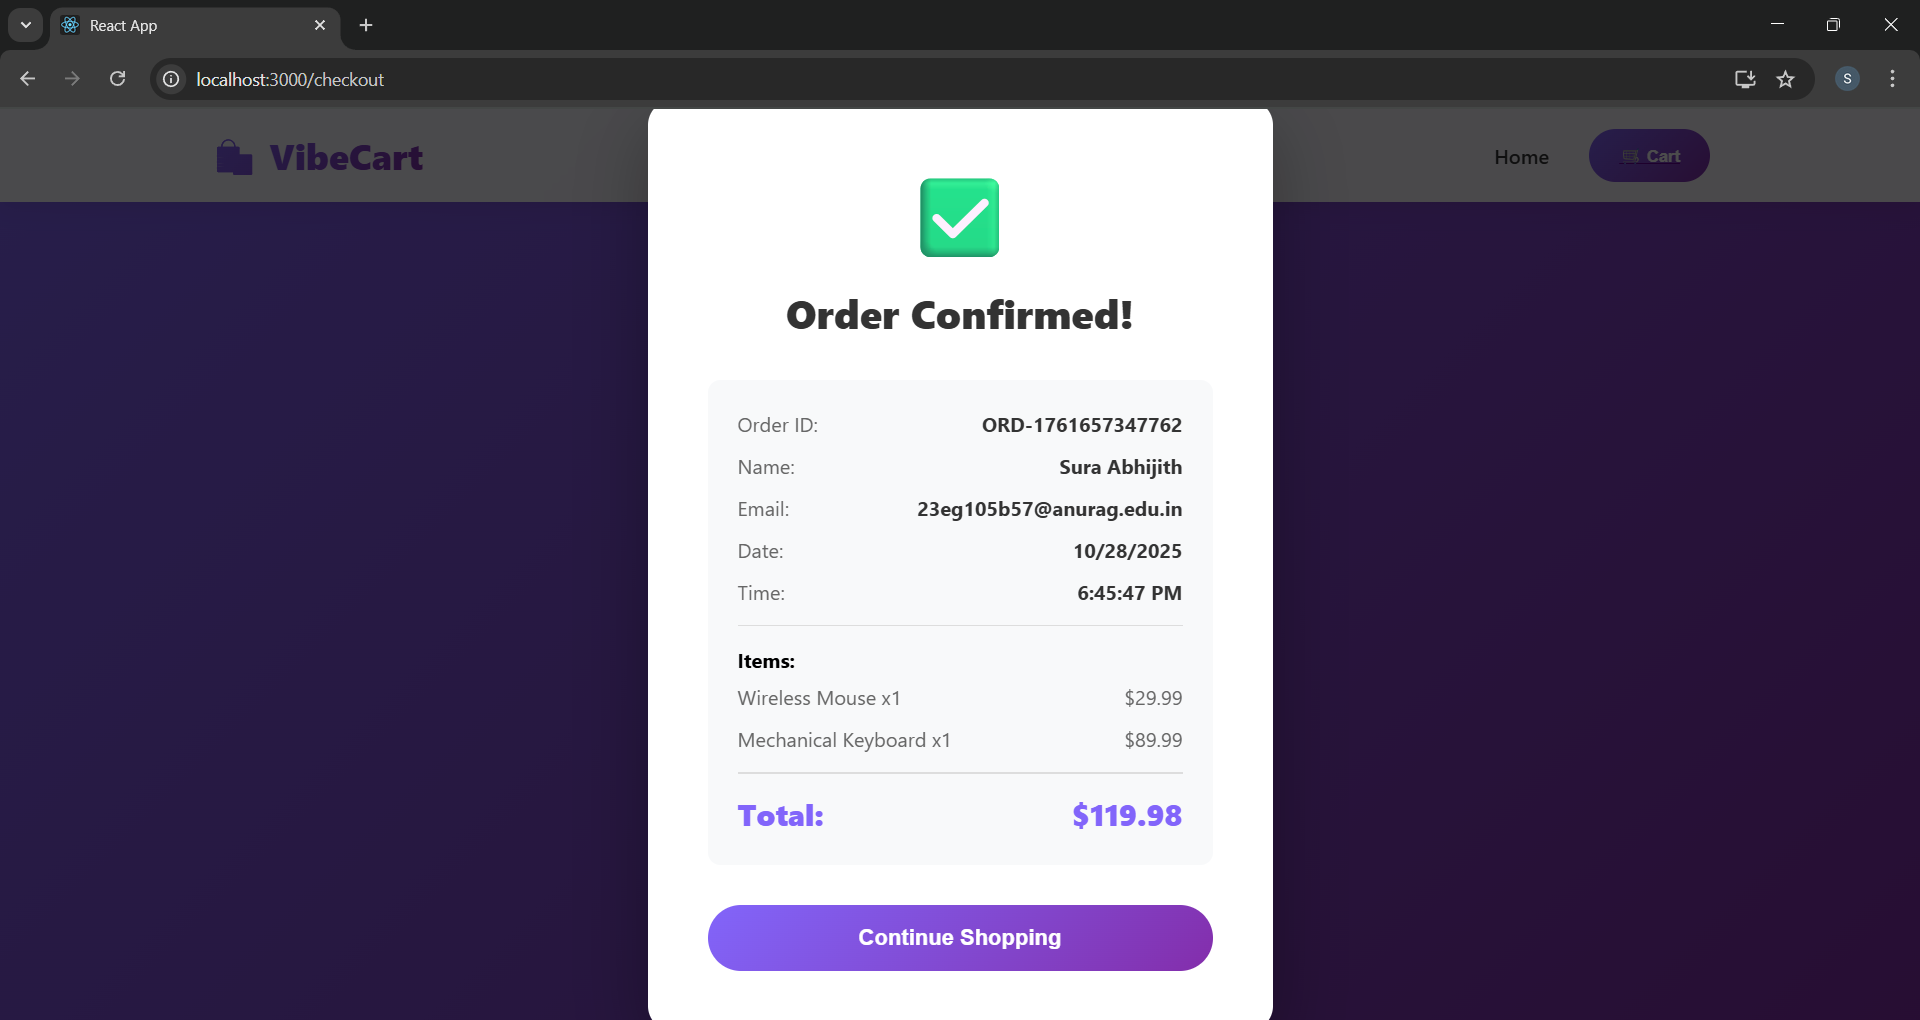 React App
localhost:3000/checkout
S
VibeCart
Home
Cart
Order Confirmed!
Order ID: ORD-1761657347762
Name: Sura Abhijith
Email: 23eg105b57@anurag.edu.in
Date: 10/28/2025
Time: 6:45:47 PM
Items:
Wireless Mouse x1 $29.99
Mechanical Keyboard x1 $89.99
Total: $119.98
Continue Shopping